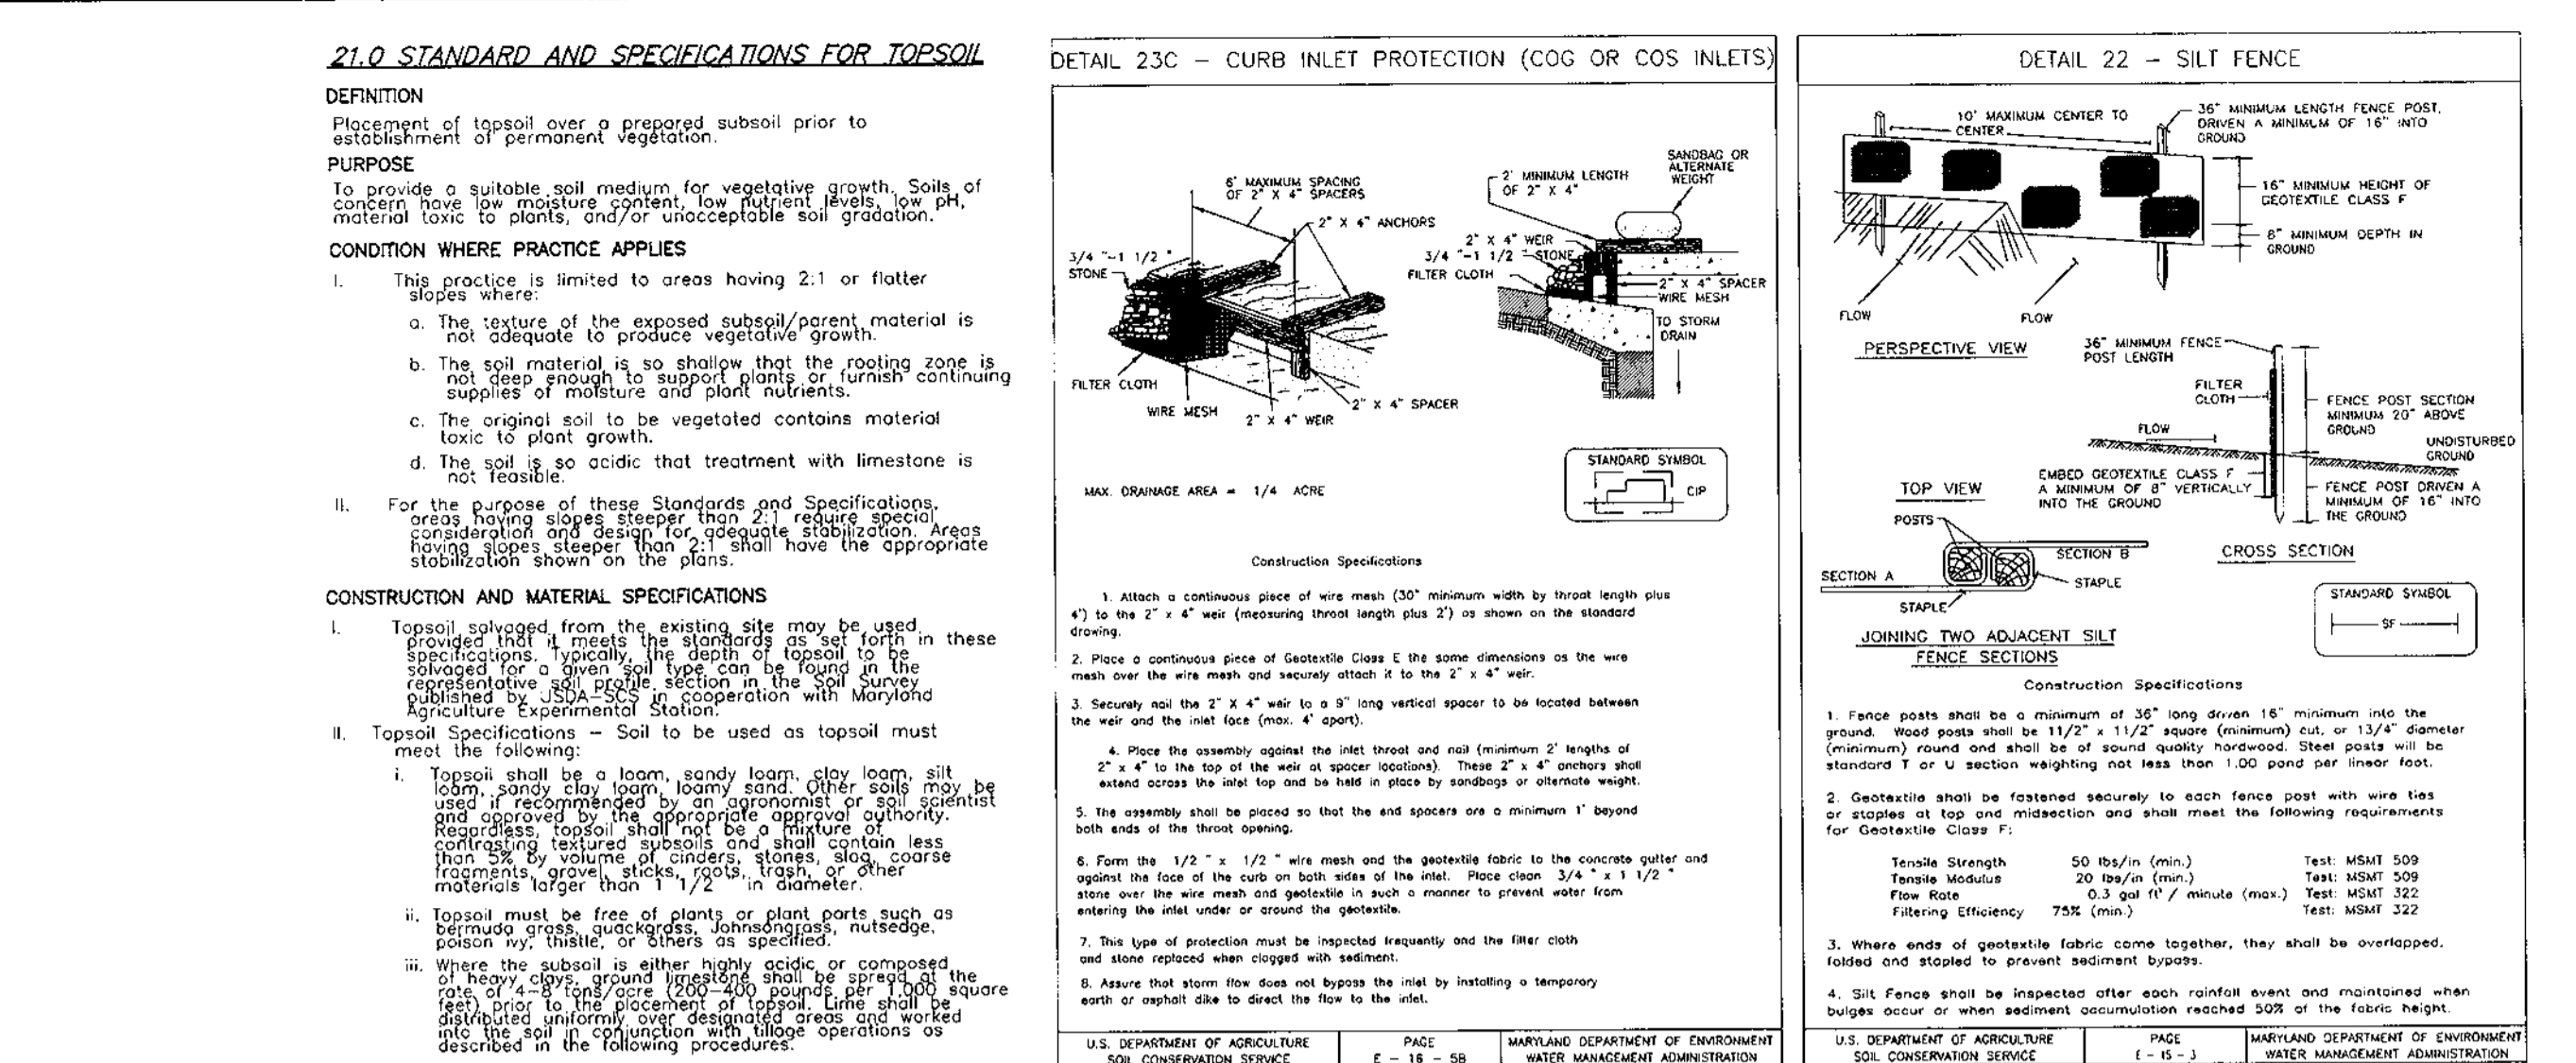 21.0 STANDARD AND SPECIFICATIONS FOR TOPSOIL
DEFINITION
Placement of topsoil over a prepared subsoil prior to
establishment of permanent vegetation.
PURPOSE
To provide a suitable soil medium for vegetative growth. Soils of
concern have low moisture content, low nutrient levels, low pH,
material toxic to plants, and/or unacceptable soil gradation.
CONDITION WHERE PRACTICE APPLIES
I. This practice is limited to areas having 2:1 or flatter
slopes where:
a. The texture of the exposed subsoil/parent material is
not adequate to produce vegetative growth.
b. The soil material is so shallow that the rooting zone is
not deep enough to support plants or furnish continuing
supplies of moisture and plant nutrients.
c. The original soil to be vegetated contains material
toxic to plant growth.
d. The soil is so acidic that treatment with limestone is
not feasible.
II. For the purpose of these Standards and Specifications,
areas having slopes steeper than 2:1 require special
consideration and design for adequate stabilization. Areas
having slopes steeper than 2:1 shall have the appropriate
stabilization shown on the plans.
CONSTRUCTION AND MATERIAL SPECIFICATIONS
I. Topsoil salvaged from the existing site may be used
provided that it meets the standards as set forth in these
specifications. Typically, the depth of topsoil to be
salvaged for a given soil type can be found in the
representative soil profile section in the Soil Survey
published by USDA-SCS in cooperation with Maryland
Agriculture Experimental Station.
II. Topsoil Specifications – Soil to be used as topsoil must
meet the following:
i. Topsoil shall be a loam, sandy loam, clay loam, silt
loam, sandy clay loam, loamy sand. Other soils may be
used if recommended by an agronomist or soil scientist
and approved by the appropriate approval authority.
Regardless, topsoil shall not be a mixture of
contrasting textured subsoils and shall contain less
than 5% by volume of cinders, stones, slag, coarse
fragments, gravel, sticks, roots, trash, or other
materials larger than 1 1/2" in diameter.
ii. Topsoil must be free of plants or plant parts such as
bermuda grass, quackgrass, Johnsongrass, nutsedge,
poison ivy, thistle, or others as specified.
iii. Where the subsoil is either highly acidic or composed
of heavy clays, ground limestone shall be spread at the
rate of 4-8 tons/acre (200-400 pounds per 1,000 square
feet) prior to the placement of topsoil. Lime shall be
distributed uniformly over designated areas and worked
into the soil in conjunction with tillage operations as
described in the following procedures.
DETAIL 23C – CURB INLET PROTECTION (COG OR COS INLETS)
6' MAXIMUM SPACING
OF 2" X 4" SPACERS
2" X 4" ANCHORS
3/4 "-1 1/2 "
STONE
FILTER CLOTH
WIRE MESH
2" X 4" WEIR
2" X 4" SPACER
2' MINIMUM LENGTH
OF 2" X 4"
SANDBAG OR
ALTERNATE
WEIGHT
2" X 4" WEIR
3/4 "-1 1/2 STONE
FILTER CLOTH
2" X 4" SPACER
WIRE MESH
TO STORM
DRAIN
MAX. DRAINAGE AREA = 1/4 ACRE
STANDARD SYMBOL
CIP
Construction Specifications
1. Attach a continuous piece of wire mesh (30" minimum width by throat length plus
4') to the 2" x 4" weir (measuring throat length plus 2') as shown on the standard
drawing.
2. Place a continuous piece of Geotextile Class E the same dimensions as the wire
mesh over the wire mesh and securely attach it to the 2" x 4" weir.
3. Securely nail the 2" X 4" weir to a 9" long vertical spacer to be located between
the weir and the inlet face (max. 4' apart).
4. Place the assembly against the inlet throat and nail (minimum 2' lengths of
2" x 4" to the top of the weir at spacer locations). These 2" x 4" anchors shall
extend across the inlet top and be held in place by sandbags or alternate weight.
5. The assembly shall be placed so that the end spacers are a minimum 1' beyond
both ends of the throat opening.
6. Form the 1/2 " x 1/2 " wire mesh and the geotextile fabric to the concrete gutter and
against the face of the curb on both sides of the inlet. Place clean 3/4 " x 1 1/2 "
stone over the wire mesh and geotextile in such a manner to prevent water from
entering the inlet under or around the geotextile.
7. This type of protection must be inspected frequently and the filter cloth
and stone replaced when clogged with sediment.
8. Assure that storm flow does not bypass the inlet by installing a temporary
earth or asphalt dike to direct the flow to the inlet.
U.S. DEPARTMENT OF AGRICULTURE
SOIL CONSERVATION SERVICE
PAGE
E – 16 – 5B
MARYLAND DEPARTMENT OF ENVIRONMENT
WATER MANAGEMENT ADMINISTRATION
DETAIL 22 – SILT FENCE
10' MAXIMUM CENTER TO
CENTER
36" MINIMUM LENGTH FENCE POST,
DRIVEN A MINIMUM OF 16" INTO
GROUND
16" MINIMUM HEIGHT OF
GEOTEXTILE CLASS F
8" MINIMUM DEPTH IN
GROUND
FLOW
FLOW
PERSPECTIVE VIEW
36" MINIMUM FENCE
POST LENGTH
FILTER
CLOTH
FENCE POST SECTION
MINIMUM 20" ABOVE
GROUND
FLOW
UNDISTURBED
GROUND
EMBED GEOTEXTILE CLASS F
A MINIMUM OF 8" VERTICALLY
INTO THE GROUND
FENCE POST DRIVEN A
MINIMUM OF 16" INTO
THE GROUND
TOP VIEW
POSTS
SECTION B
SECTION A
STAPLE
STAPLE
CROSS SECTION
STANDARD SYMBOL
SF
JOINING TWO ADJACENT SILT
FENCE SECTIONS
Construction Specifications
1. Fence posts shall be a minimum of 36" long driven 16" minimum into the
ground. Wood posts shall be 11/2" x 11/2" square (minimum) cut, or 13/4" diameter
(minimum) round and shall be of sound quality hardwood. Steel posts will be
standard T or U section weighting not less than 1.00 pond per linear foot.
2. Geotextile shall be fastened securely to each fence post with wire ties
or staples at top and midsection and shall meet the following requirements
for Geotextile Class F:
Tensile Strength 50 lbs/in (min.) Test: MSMT 509
Tensile Modulus 20 lbs/in (min.) Test: MSMT 509
Flow Rate 0.3 gal ft²/ minute (max.) Test: MSMT 322
Filtering Efficiency 75% (min.) Test: MSMT 322
3. Where ends of geotextile fabric come together, they shall be overlapped,
folded and stapled to prevent sediment bypass.
4. Silt Fence shall be inspected after each rainfall event and maintained when
bulges occur or when sediment accumulation reached 50% of the fabric height.
U.S. DEPARTMENT OF AGRICULTURE
SOIL CONSERVATION SERVICE
PAGE
E – 15 – 3
MARYLAND DEPARTMENT OF ENVIRONMENT
WATER MANAGEMENT ADMINISTRATION